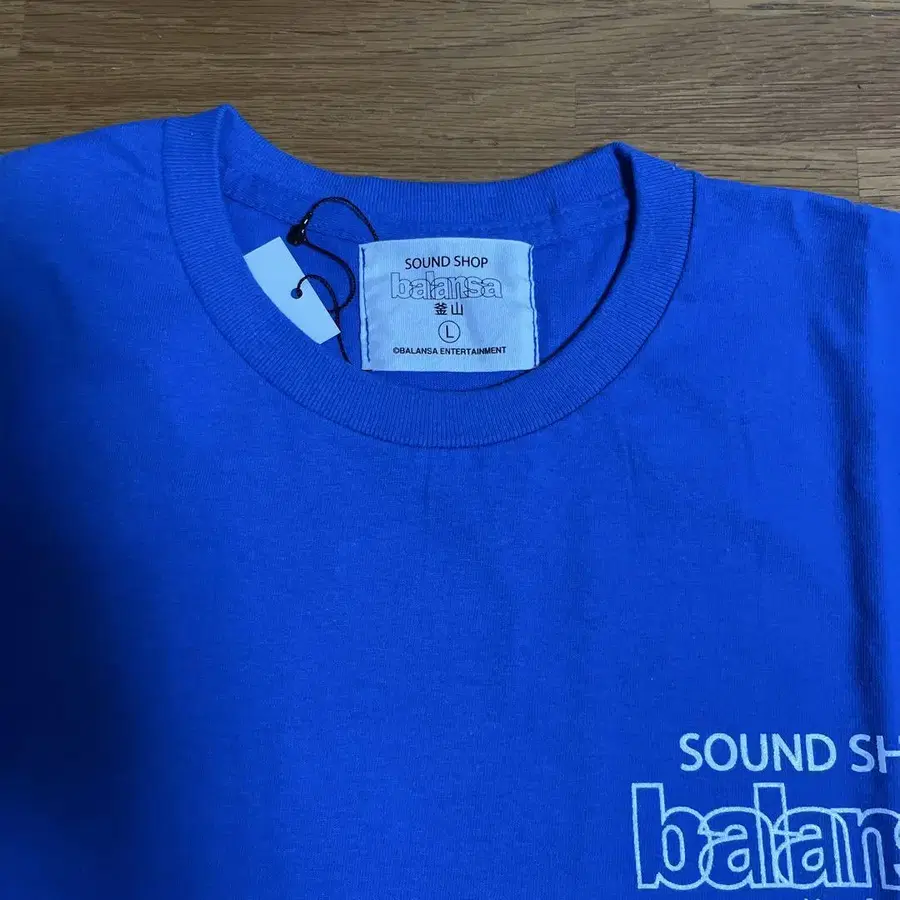 SOUND SHOP
balansa
釜山
L
©BALANSA ENTERTAINMENT
SOUND SH
balans